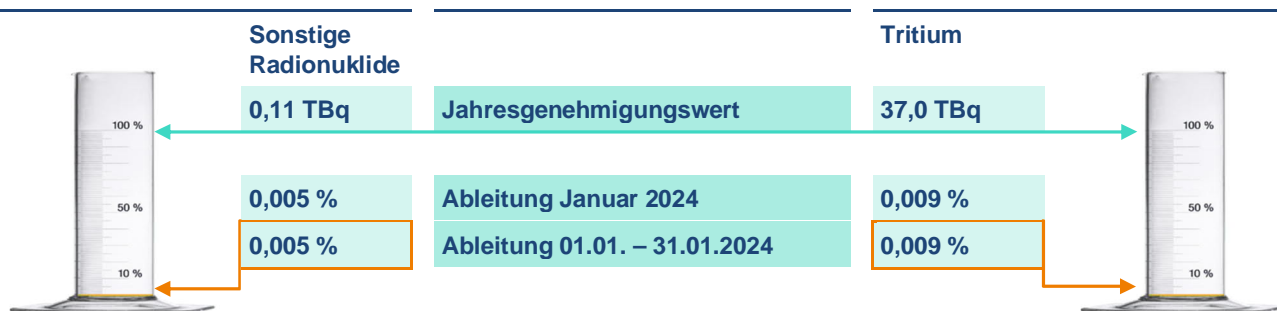 Sonstige
Radionuklide
Tritium
0,11 TBq Jahresgenehmigungswert 37,0 TBq
100 % 100 %
0,005 % Ableitung Januar 2024 0,009 %
50 % 50 %
0,005 % Ableitung 01.01. – 31.01.2024 0,009 %
10 % 10 %